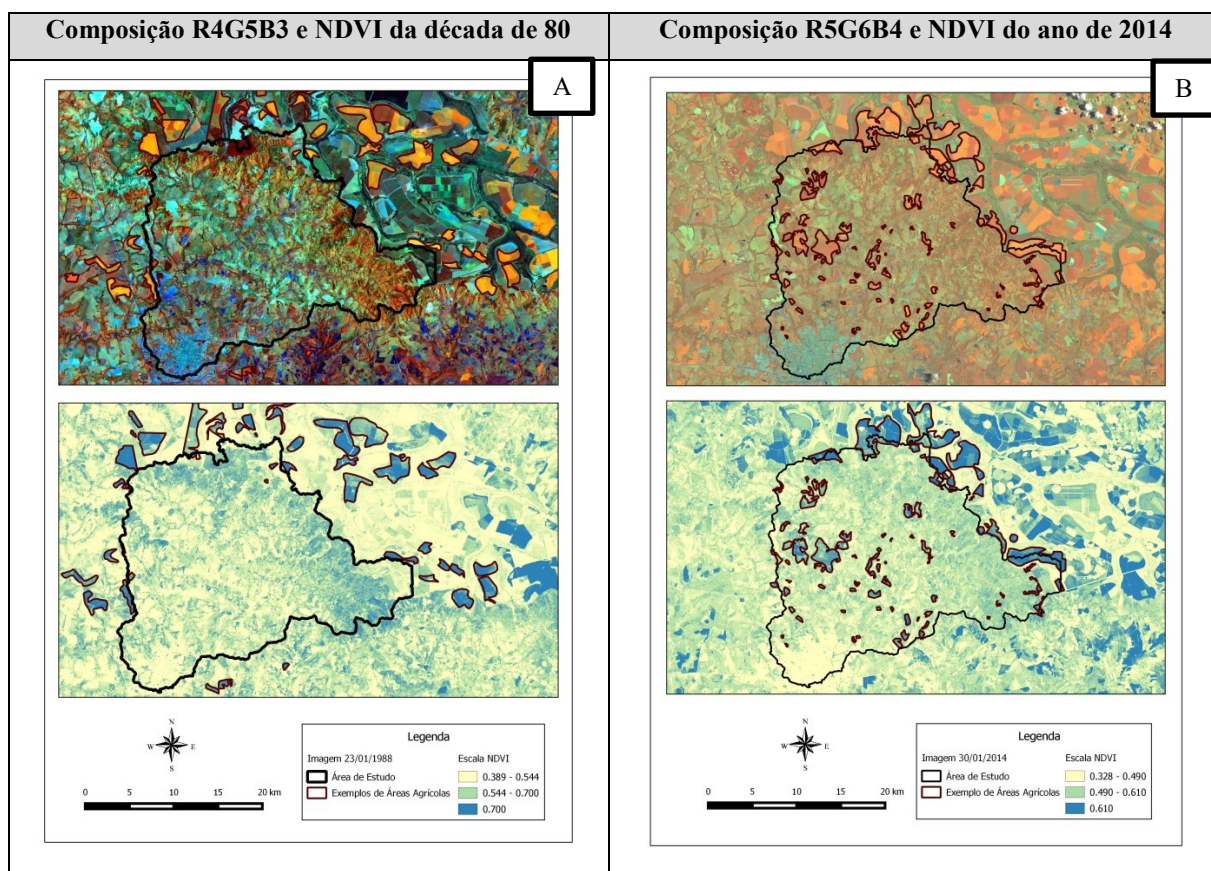 Composição R4G5B3 e NDVI da década de 80
Composição R5G6B4 e NDVI do ano de 2014
A
B
N
W E
S
0 5 10 15 20 km
Legenda
Imagem 23/01/1988
Área de Estudo
Exemplos de Áreas Agrícolas
Escala NDVI
0.389 - 0.544
0.544 - 0.700
0.700
N
W E
S
0 5 10 15 20 km
Legenda
Imagem 30/01/2014
Área de Estudo
Exemplo de Áreas Agrícolas
Escala NDVI
0.328 - 0.490
0.490 - 0.610
0.610